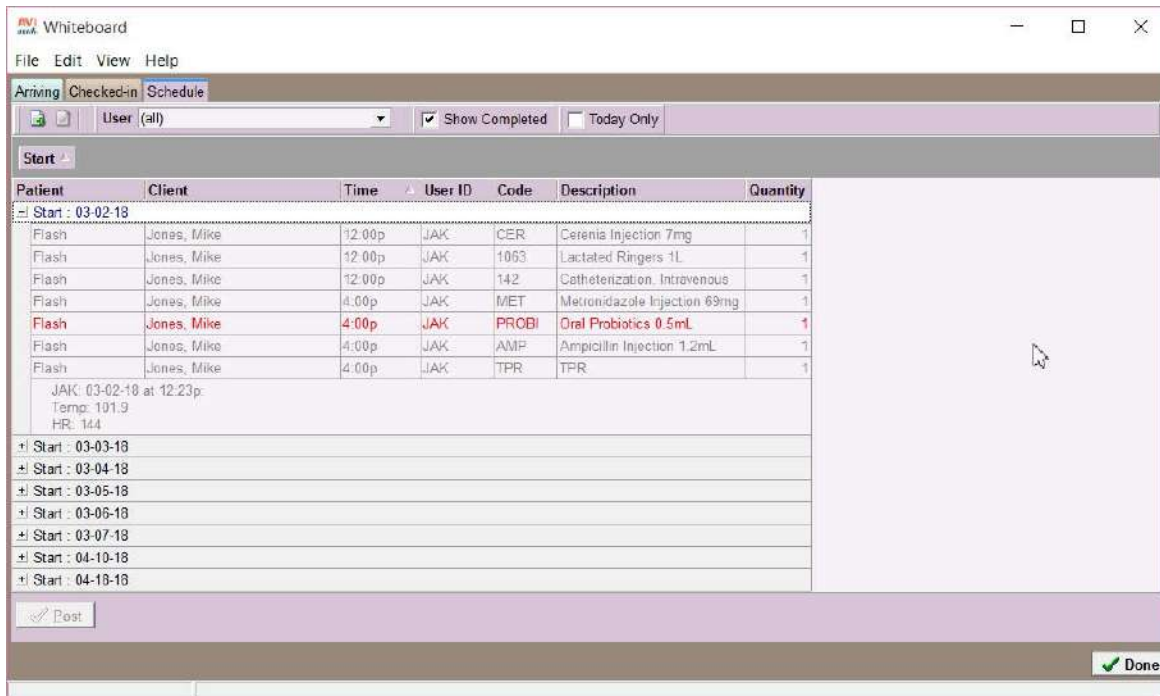 AVI mark Whiteboard
File Edit View Help
Arriving Checked-in Schedule
User (all) Show Completed Today Only
Start
Patient Client Time User ID Code Description Quantity
Start : 03-02-18
Flash Jones, Mike 12:00p JAK CER Cerenia Injection 7mg 1
Flash Jones, Mike 12:00p JAK 1063 Lactated Ringers 1L 1
Flash Jones, Mike 12:00p JAK 142 Catheterization, Intravenous 1
Flash Jones, Mike 4:00p JAK MET Metronidazole Injection 69mg 1
Flash Jones, Mike 4:00p JAK PROBI Oral Probiotics 0.5mL 1
Flash Jones, Mike 4:00p JAK AMP Ampicillin Injection 1.2mL 1
Flash Jones, Mike 4:00p JAK TPR TPR 1
JAK: 03-02-18 at 12:23p:
Temp: 101.9
HR: 144
Start : 03-03-18
Start : 03-04-18
Start : 03-05-18
Start : 03-06-18
Start : 03-07-18
Start : 04-10-18
Start : 04-18-18
Post
Done